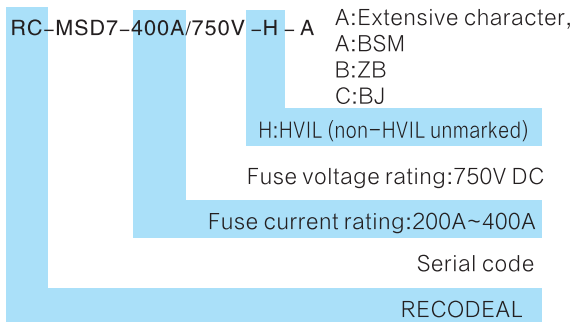 RC-MSD7-400A/750V-H-A
A:Extensive character,
A:BSM
B:ZB
C:BJ
H:HVIL (non-HVIL unmarked)
Fuse voltage rating:750V DC
Fuse current rating:200A~400A
Serial code
RECODEAL